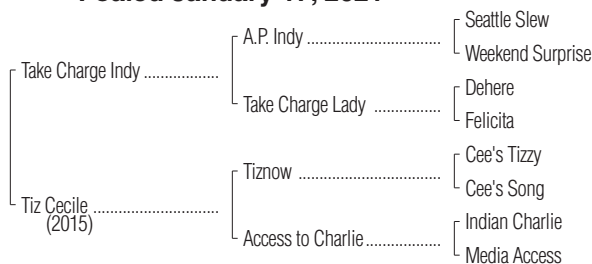 Seattle Slew
A.P. Indy ..................................
Weekend Surprise
Take Charge Indy ...................
Dehere
Take Charge Lady .................
Felicita
Cee's Tizzy
Tiznow ....................................
Cee's Song
Tiz Cecile ................................
(2015)
Indian Charlie
Access to Charlie ...................
Media Access